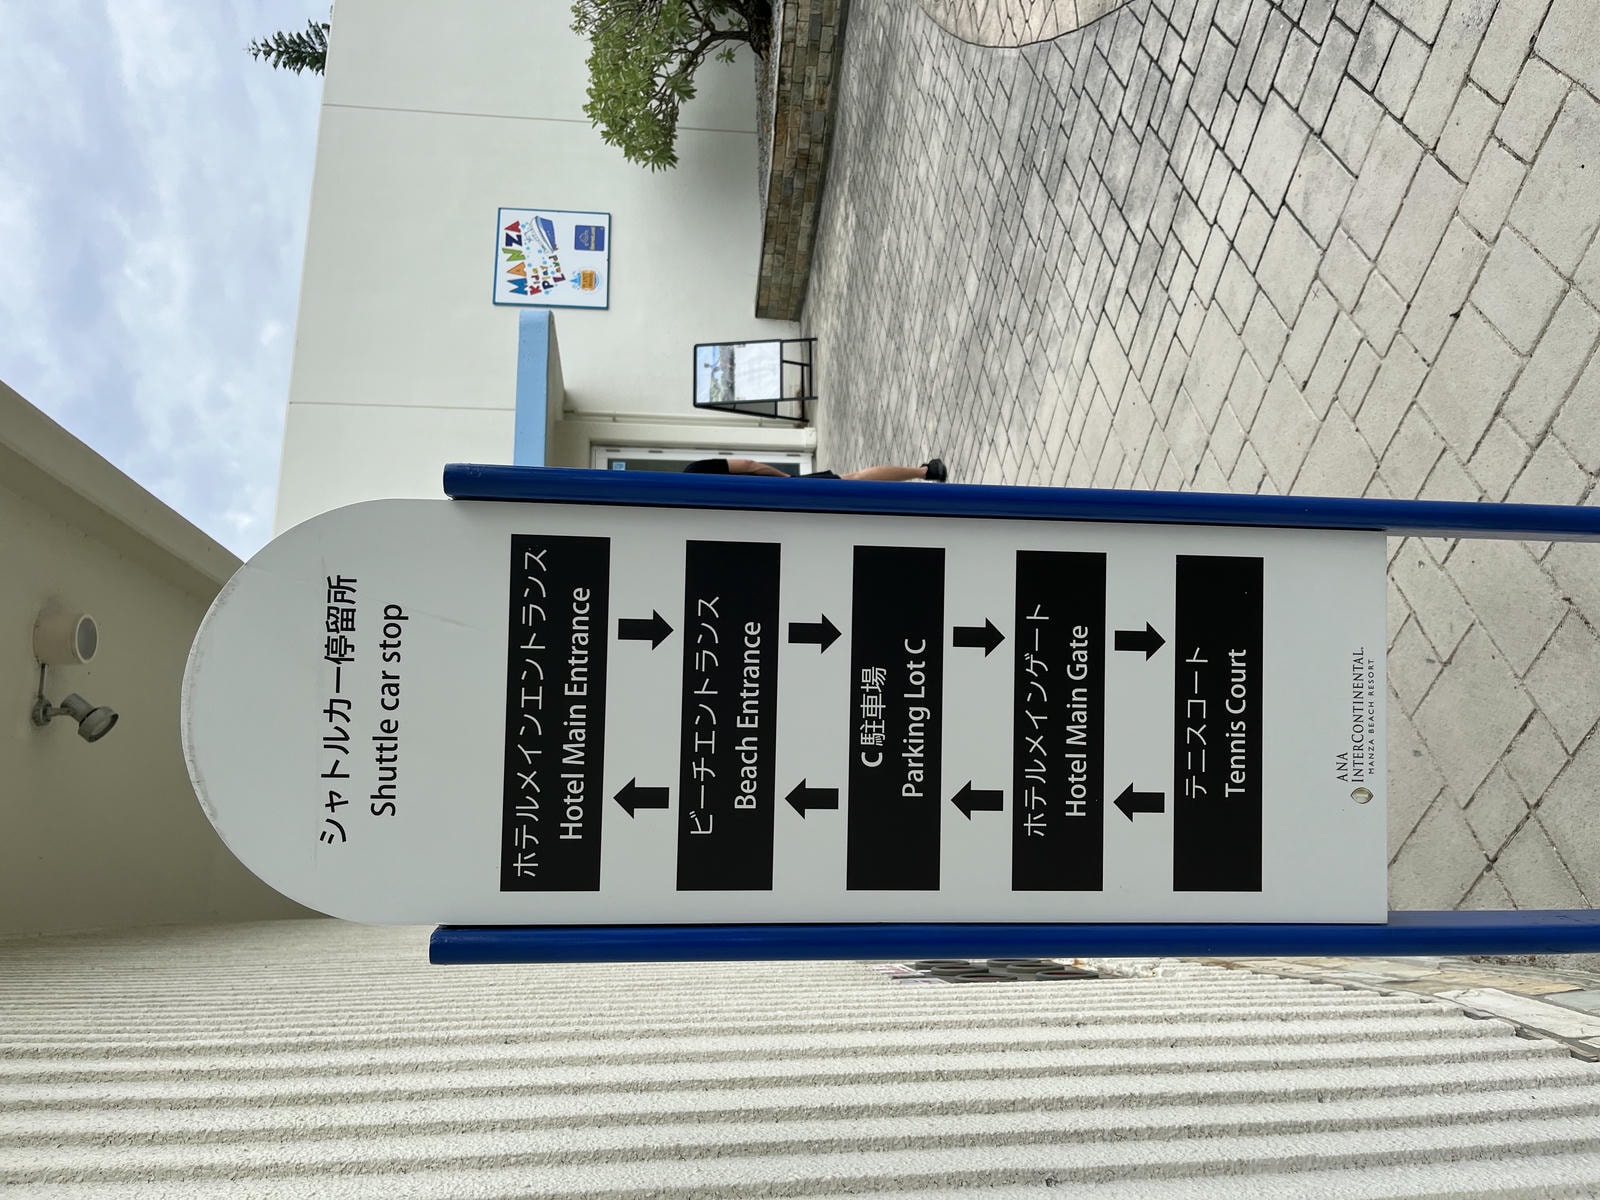 シャトルカー停留所
Shuttle car stop
ホテルメインエントランス
Hotel Main Entrance
ビーチエントランス
Beach Entrance
C 駐車場
Parking Lot C
ホテルメインゲート
Hotel Main Gate
テニスコート
Tennis Court
ANA
INTERCONTINENTAL.
MANZA BEACH RESORT
MANZA
Kids
Play
Land